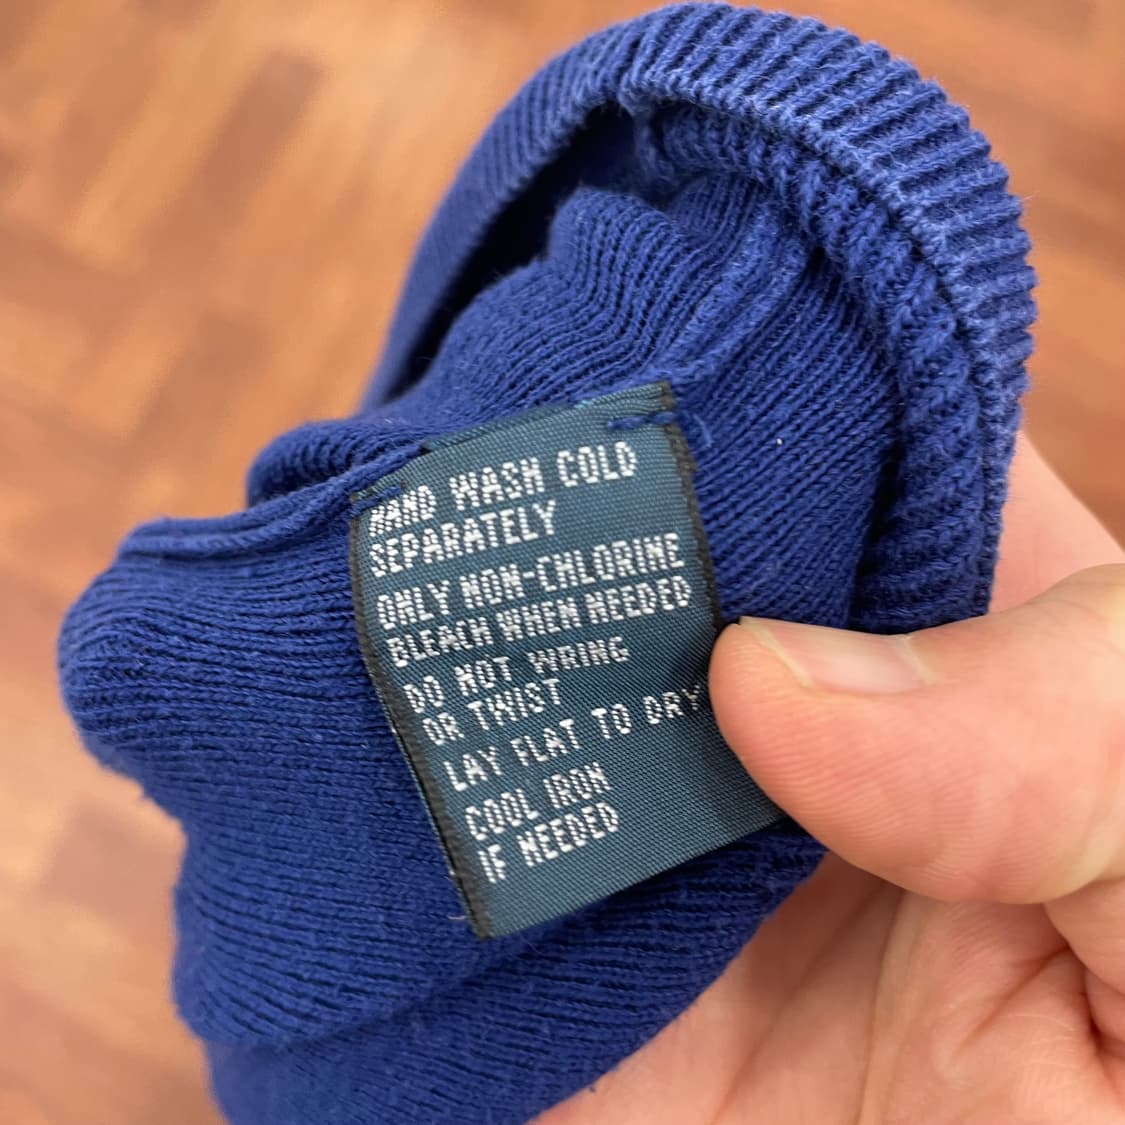 HAND WASH COLD
SEPARATELY
ONLY NON-CHLORINE
BLEACH WHEN NEEDED
DO NOT WRING
OR TWIST
LAY FLAT TO DRY
COOL IRON
IF NEEDED